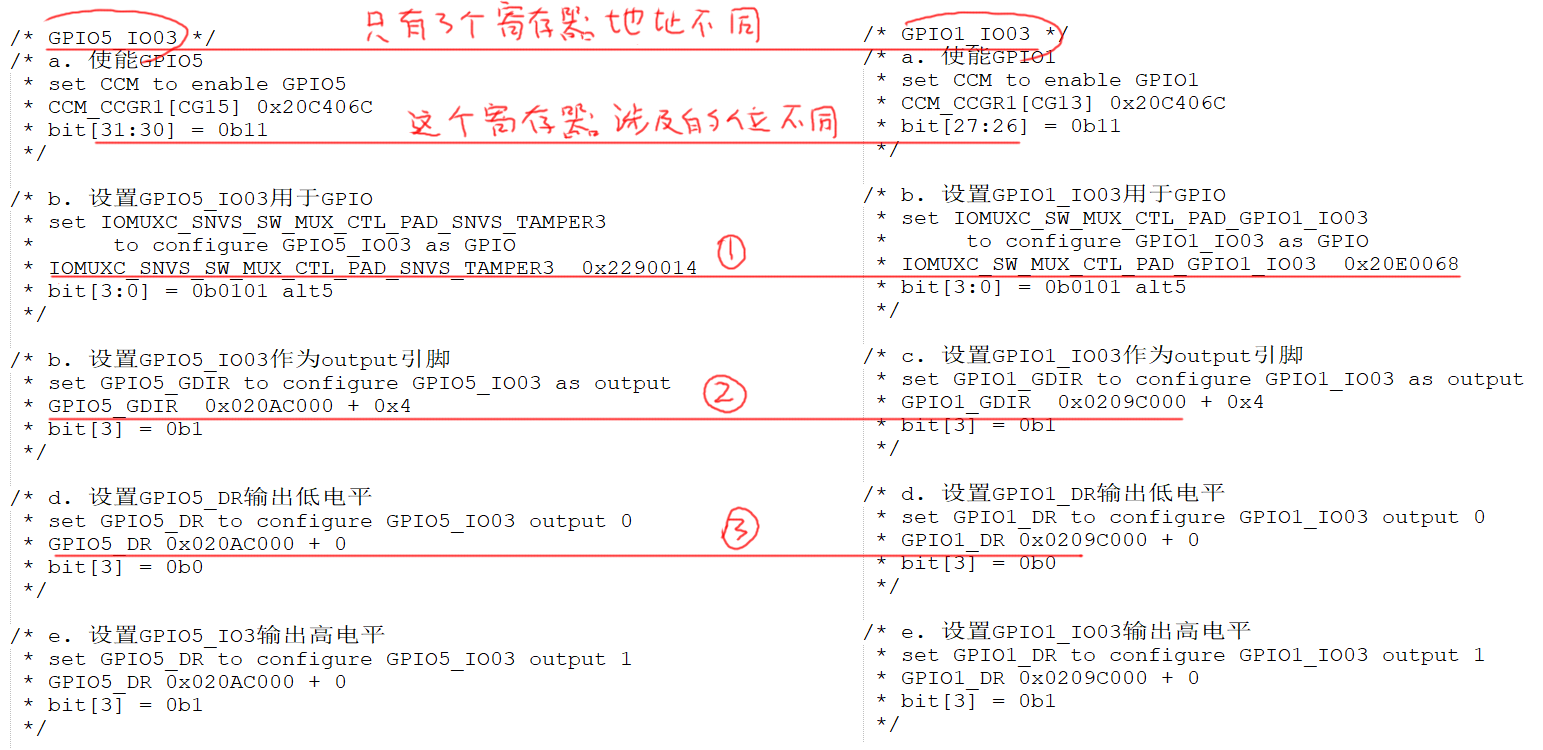 只有3个寄存器地址不同
/* GPIO5_IO03 */
/* a. 使能GPIO5
 * set CCM to enable GPIO5
 * CCM_CCGR1[CG15] 0x20C406C
 * bit[31:30] = 0b11
 */
这个寄存器涉及的位不同
/* b. 设置GPIO5_IO03用于GPIO
 * set IOMUXC_SNVS_SW_MUX_CTL_PAD_SNVS_TAMPER3
 *      to configure GPIO5_IO03 as GPIO
 * IOMUXC_SNVS_SW_MUX_CTL_PAD_SNVS_TAMPER3  0x2290014
 * bit[3:0] = 0b0101 alt5
 */
①
/* b. 设置GPIO5_IO03作为output引脚
 * set GPIO5_GDIR to configure GPIO5_IO03 as output
 * GPIO5_GDIR  0x020AC000 + 0x4
 * bit[3] = 0b1
 */
②
/* d. 设置GPIO5_DR输出低电平
 * set GPIO5_DR to configure GPIO5_IO03 output 0
 * GPIO5_DR 0x020AC000 + 0
 * bit[3] = 0b0
 */
③
/* e. 设置GPIO5_IO3输出高电平
 * set GPIO5_DR to configure GPIO5_IO03 output 1
 * GPIO5_DR 0x020AC000 + 0
 * bit[3] = 0b1
 */
/* GPIO1_IO03 */
/* a. 使能GPIO1
 * set CCM to enable GPIO1
 * CCM_CCGR1[CG13] 0x20C406C
 * bit[27:26] = 0b11
 */
/* b. 设置GPIO1_IO03用于GPIO
 * set IOMUXC_SW_MUX_CTL_PAD_GPIO1_IO03
 *      to configure GPIO1_IO03 as GPIO
 * IOMUXC_SW_MUX_CTL_PAD_GPIO1_IO03  0x20E0068
 * bit[3:0] = 0b0101 alt5
 */
/* c. 设置GPIO1_IO03作为output引脚
 * set GPIO1_GDIR to configure GPIO1_IO03 as output
 * GPIO1_GDIR  0x0209C000 + 0x4
 * bit[3] = 0b1
 */
/* d. 设置GPIO1_DR输出低电平
 * set GPIO1_DR to configure GPIO1_IO03 output 0
 * GPIO1_DR 0x0209C000 + 0
 * bit[3] = 0b0
 */
/* e. 设置GPIO1_IO03输出高电平
 * set GPIO1_DR to configure GPIO1_IO03 output 1
 * GPIO1_DR 0x0209C000 + 0
 * bit[3] = 0b1
 */